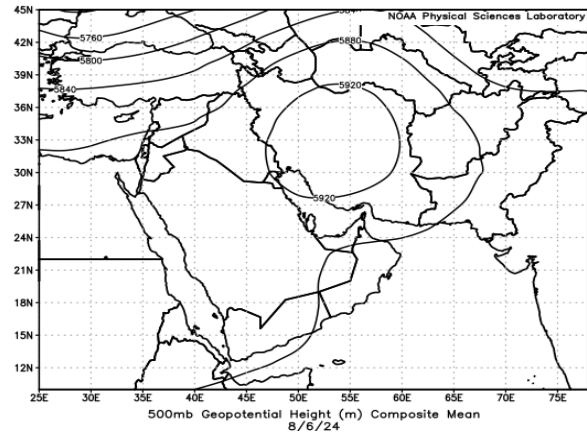 NOAA Physical Sciences Laboratory
45N
42N
39N
36N
33N
30N
27N
24N
21N
18N
15N
12N
5760
5800
5840
5880
5920
5920
25E 30E 35E 40E 45E 50E 55E 60E 65E 70E 75E
500mb Geopotential Height (m) Composite Mean
8/6/24